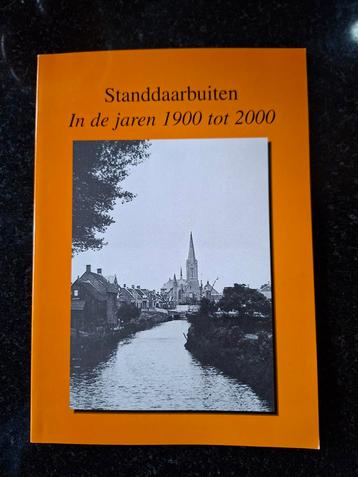 Standdaarbuiten
In de jaren 1900 tot 2000